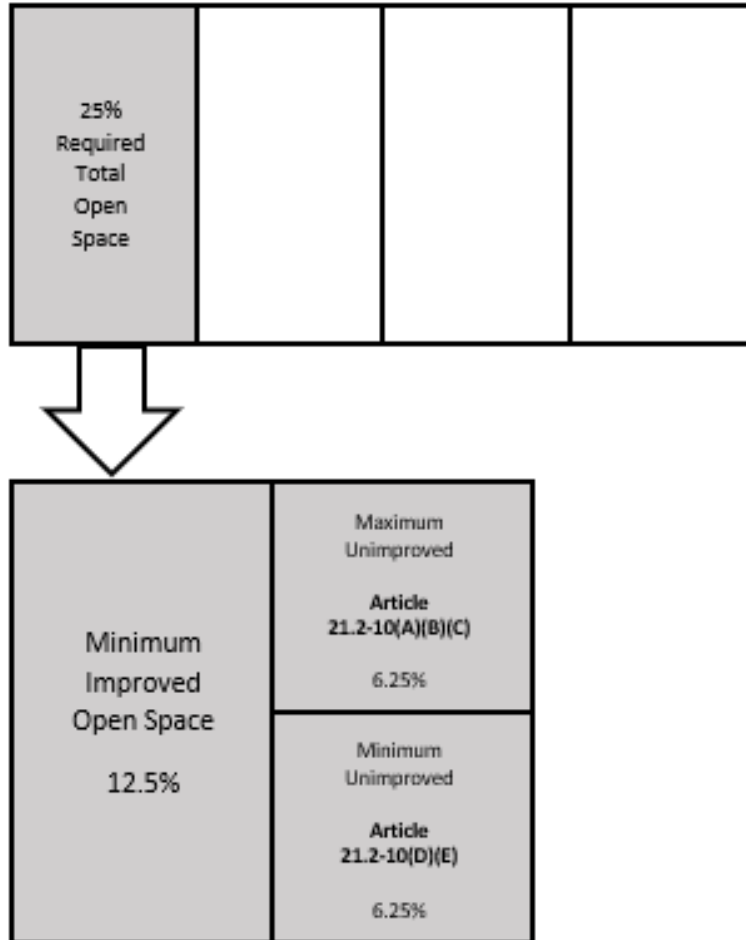 25%
Required
Total
Open
Space
Minimum
Improved
Open Space
12.5%
Maximum
Unimproved
Article
21.2-10(A)(B)(C)
6.25%
Minimum
Unimproved
Article
21.2-10(D)(E)
6.25%